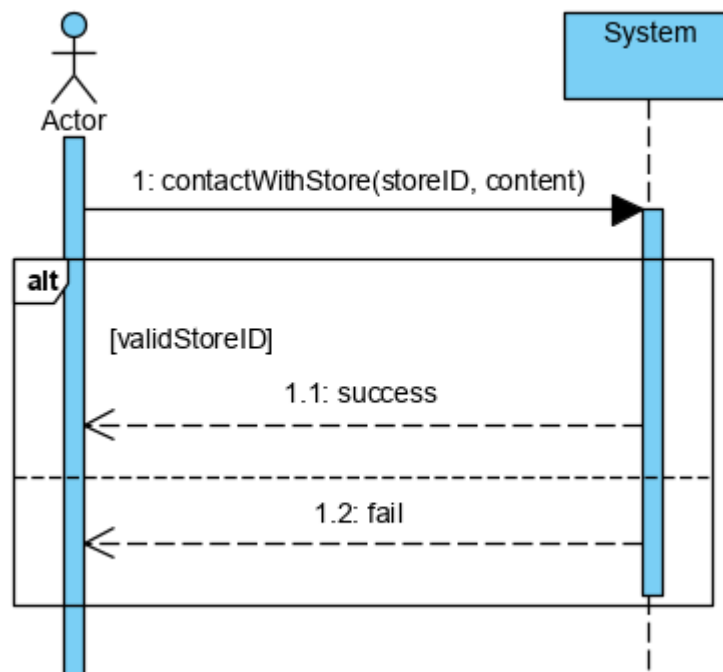 System
Actor
1: contactWithStore(storeID, content)
alt
[validStoreID]
1.1: success
1.2: fail